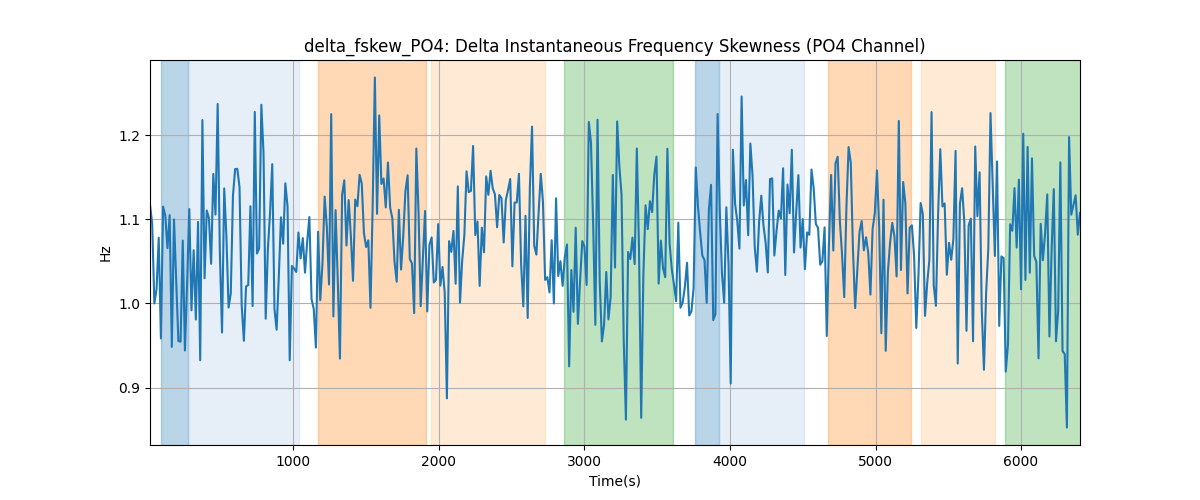 delta_fskew_PO4: Delta Instantaneous Frequency Skewness (PO4 Channel)
1.2
1.1
1.0
0.9
Hz
1000 2000 3000 4000 5000 6000
Time(s)